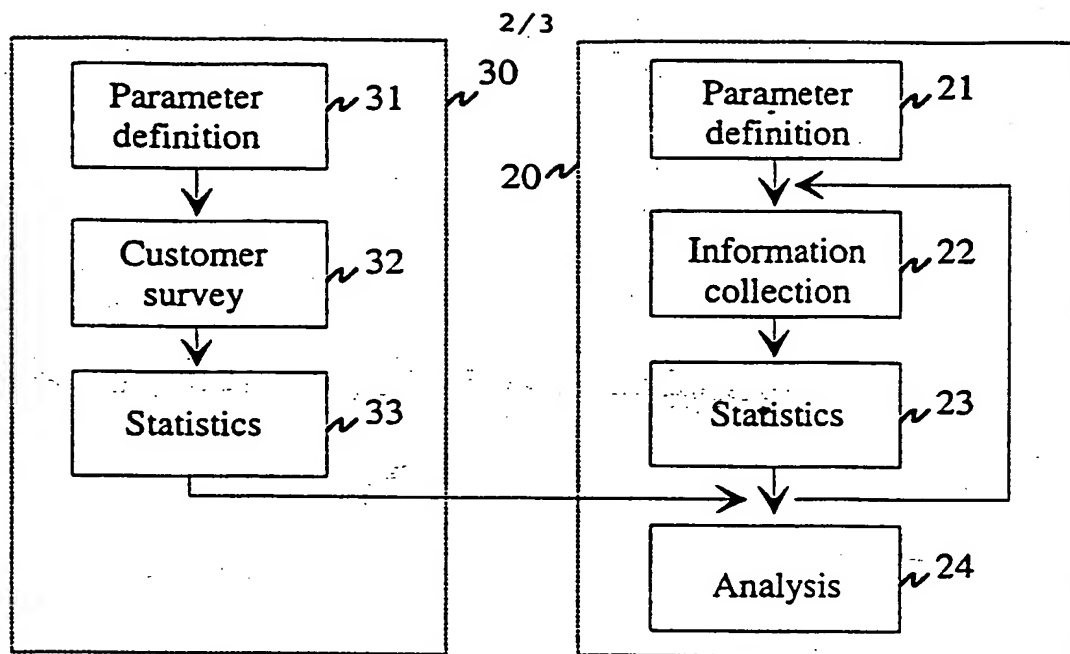 2/3
30
Parameter
definition
31
Customer
survey
32
Statistics
33
20
Parameter
definition
21
Information
collection
22
Statistics
23
Analysis
24